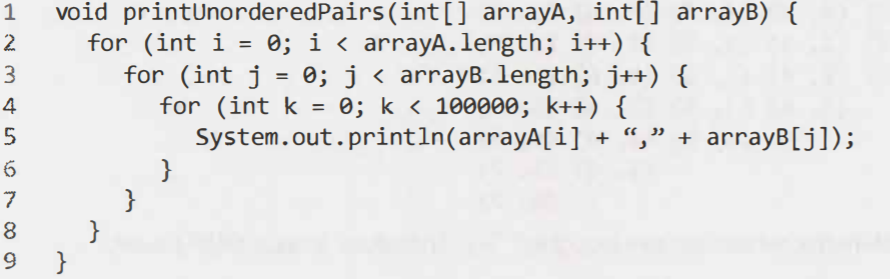 1 void printUnorderedPairs(int[] arrayA, int[] arrayB) {
2 for (int i = 0; i < arrayA.length; i++) {
3 for (int j = 0; j < arrayB.length; j++) {
4 for (int k = 0; k < 100000; k++) {
5 System.out.println(arrayA[i] + “,” + arrayB[j]);
6 }
7 }
8 }
9 }